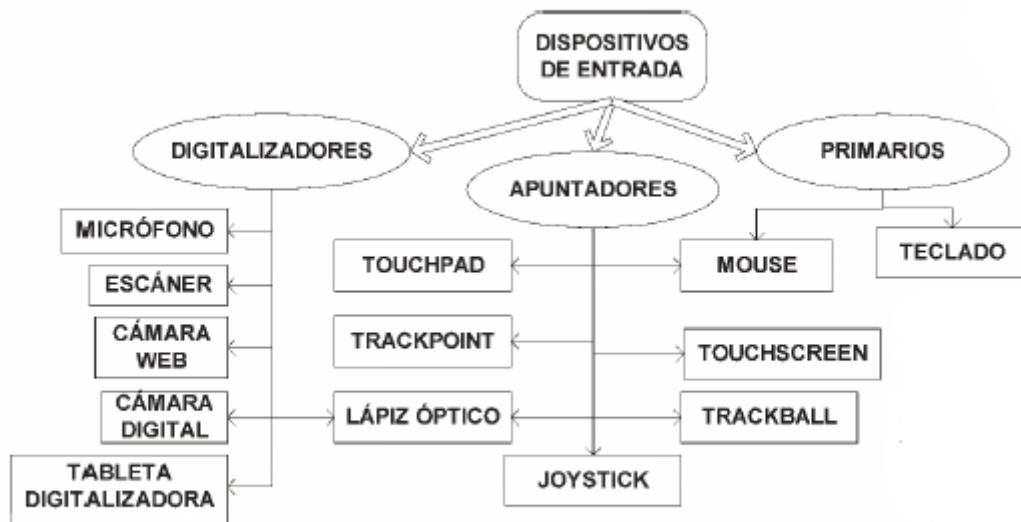 DISPOSITIVOS
DE ENTRADA
DIGITALIZADORES
APUNTADORES
PRIMARIOS
MICRÓFONO
ESCÁNER
CÁMARA
WEB
CÁMARA
DIGITAL
TABLETA
DIGITALIZADORA
TOUCHPAD
TRACKPOINT
LÁPIZ ÓPTICO
JOYSTICK
MOUSE
TOUCHSCREEN
TRACKBALL
TECLADO